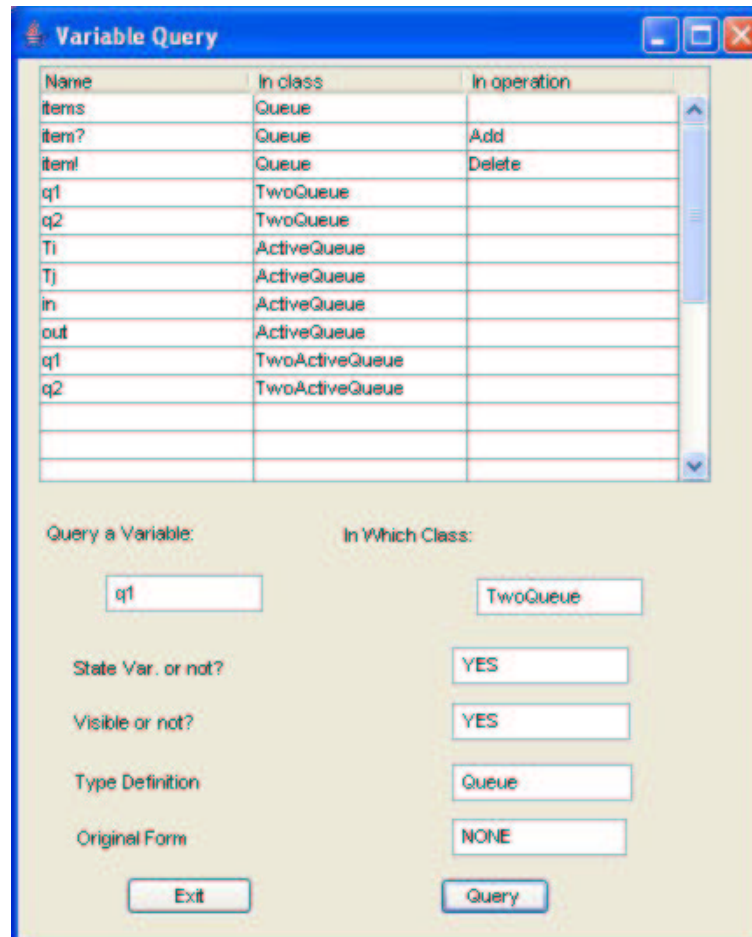 Variable Query
Name In class In operation
items Queue
item? Queue Add
item! Queue Delete
q1 TwoQueue
q2 TwoQueue
Ti ActiveQueue
Tj ActiveQueue
in ActiveQueue
out ActiveQueue
q1 TwoActiveQueue
q2 TwoActiveQueue
Query a Variable: In Which Class:
q1 TwoQueue
State Var. or not? YES
Visible or not? YES
Type Definition Queue
Original Form NONE
Exit Query